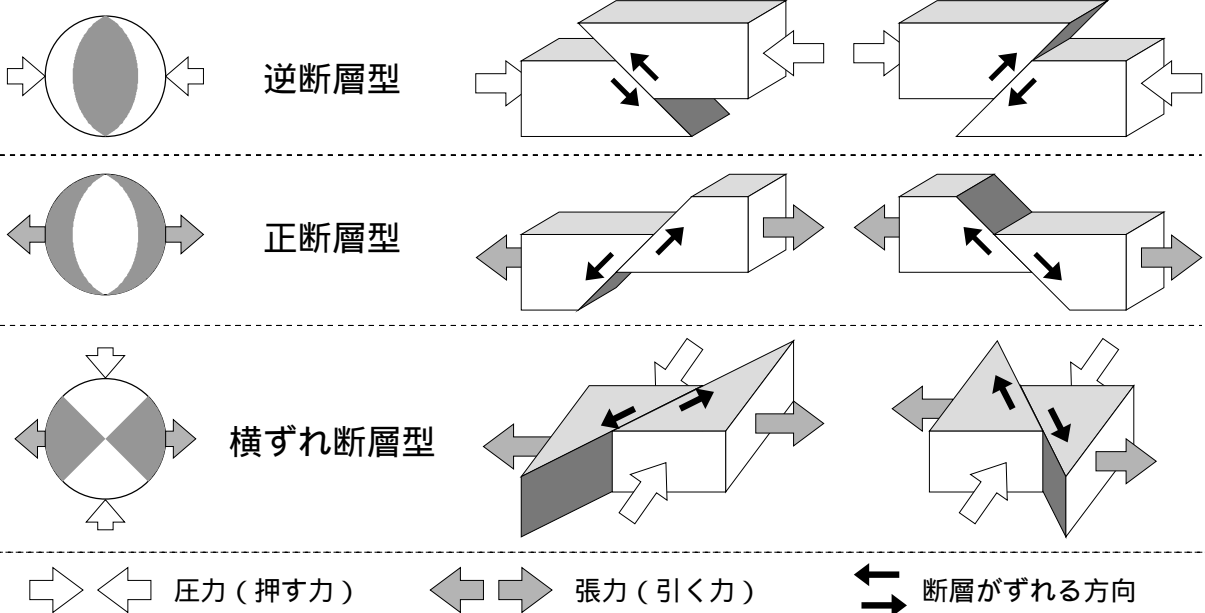 逆断層型
正断層型
横ずれ断層型
圧力（押す力）
張力（引く力）
断層がずれる方向